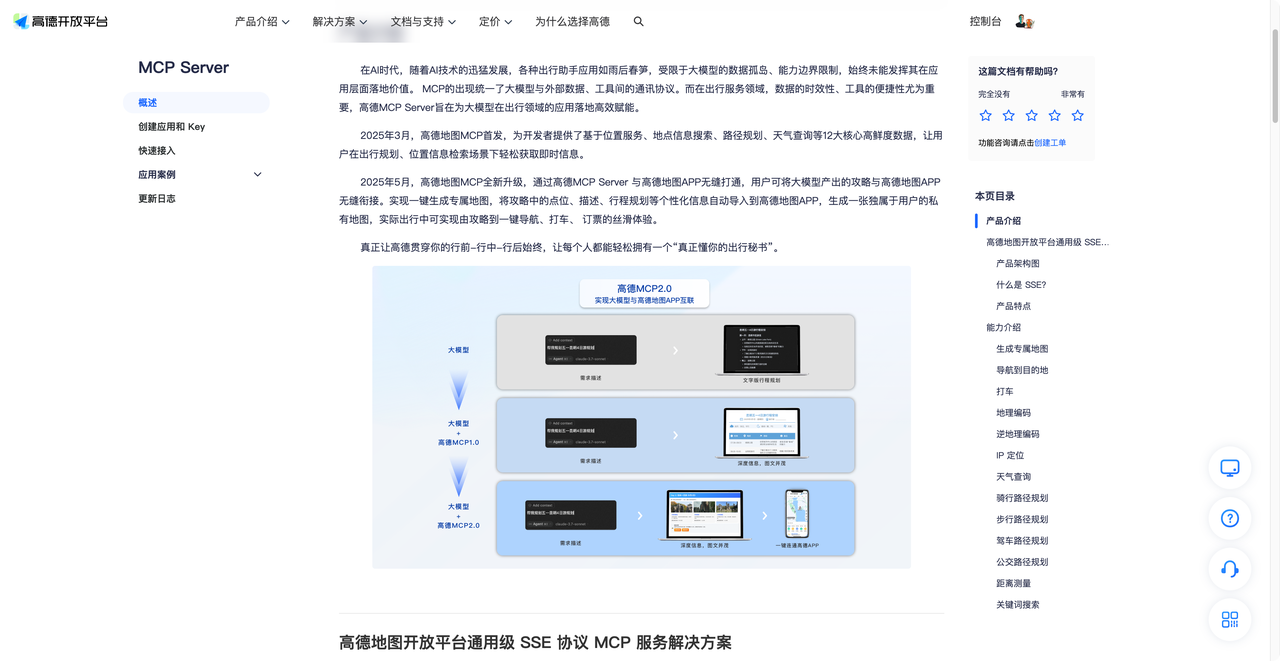 高德开放平台
产品介绍
解决方案
文档与支持
定价
为什么选择高德
控制台
MCP Server
概述
创建应用和 Key
快速接入
应用案例
更新日志
在AI时代，随着AI技术的迅猛发展，各种出行助手应用如雨后春笋，受限于大模型的数据孤岛、能力边界限制，始终未能发挥其在应
用层面落地价值。 MCP的出现统一了大模型与外部数据、工具间的通讯协议。而在出行服务领域，数据的时效性、工具的便捷性尤为重
要，高德MCP Server旨在为大模型在出行领域的应用落地高效赋能。
2025年3月，高德地图MCP首发，为开发者提供了基于位置服务、地点信息搜索、路径规划、天气查询等12大核心高鲜度数据，让用
户在出行规划、位置信息检索场景下轻松获取即时信息。
2025年5月，高德地图MCP全新升级，通过高德MCP Server 与高德地图APP无缝打通，用户可将大模型产出的攻略与高德地图APP
无缝衔接。实现一键生成专属地图，将攻略中的点位、描述、行程规划等个性化信息自动导入到高德地图APP，生成一张独属于用户的私
有地图，实际出行中可实现由攻略到一键导航、打车、 订票的丝滑体验。
真正让高德贯穿你的行前-行中-行后始终，让每个人都能轻松拥有一个“真正懂你的出行秘书”。
高德MCP2.0
实现大模型与高德地图APP互联
大模型
Add context
Agent
claude-3.7-sonnet
需求描述
文字版行程规划
大模型
+
高德MCP1.0
Add context
Agent
claude-3.7-sonnet
需求描述
深度信息，图文并茂
大模型
+
高德MCP2.0
Add context
Agent
claude-3.7-sonnet
需求描述
深度信息，图文并茂
一键连通高德APP
高德地图开放平台通用级 SSE 协议 MCP 服务解决方案
这篇文档有帮助吗?
完全没有
非常有
功能咨询请点击创建工单
本页目录
产品介绍
高德地图开放平台通用级 SSE...
产品架构图
什么是 SSE?
产品特点
能力介绍
生成专属地图
导航到目的地
打车
地理编码
逆地理编码
IP 定位
天气查询
骑行路径规划
步行路径规划
驾车路径规划
公交路径规划
距离测量
关键词搜索